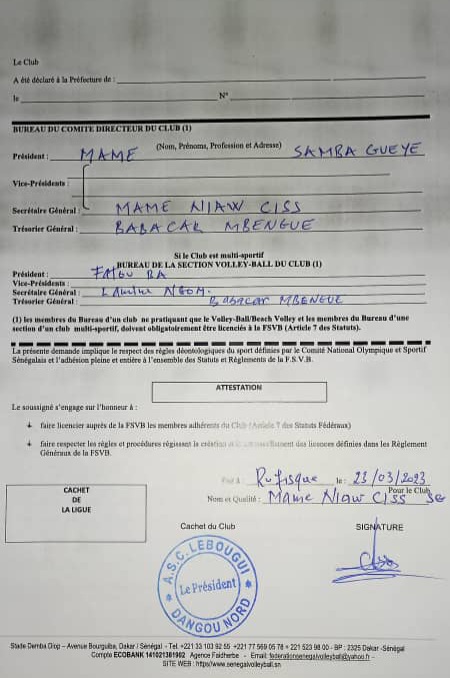 Le Club
A été déclaré à la Préfecture de :
le N°
BUREAU DU COMITE DIRECTEUR DU CLUB (1)
(Nom, Prénoms, Profession et Adresse)
Président : MAME SAMBA GUEYE
Vice-Présidents :
Secrétaire Général : MAME NIAW CISS
Trésorier Général : BABACAR MBENGUE
Si le Club est multi-sportif
BUREAU DE LA SECTION VOLLEY-BALL DU CLUB (1)
Président : FATOU BA
Vice-Présidents :
Secrétaire Général : Lamine NGOM
Trésorier Général : Babacar MBENGUE
(1) les membres du Bureau d'un club ne pratiquant que le Volley-Ball/Beach Volley et les membres du Bureau d'une
section d'un club multi-sportif, doivent obligatoirement être licenciés à la FSVB (Article 7 des Statuts).
La présente demande implique le respect des règles déontologiques du sport définies par le Comité National Olympique et Sportif
Sénégalais et l'adhésion pleine et entière à l'ensemble des Statuts et Règlements de la F.S.V.B.
ATTESTATION
Le soussigné s'engage sur l'honneur à :
faire licencier auprès de la FSVB les membres adhérents du Club (Article 7 des Statuts Fédéraux)
faire respecter les règles et procédures régissant la création et le renouvellement des licences définies dans les Règlement
Généraux de la FSVB.
Fait à : Rufisque le : 23/03/2023
Pour le Club
Nom et Qualité : Mame Niaw CISS SG
CACHET
DE
LA LIGUE
Cachet du Club
SIGNATURE
A.S.C. LEBOUGUI
Le Président
DANGOU NORD
Stade Demba Diop – Avenue Bourguiba, Dakar / Sénégal - Tel. +221 33 103 92 55 +221 77 569 05 78 + 221 523 98 00 - BP : 2325 Dakar -Sénégal
Compte ECOBANK 141021361902 Agence Faidherbe - Email: federationsenegalvolleyball@yahoo.fr -
SITE WEB : https/www.senegalvolleyball.sn